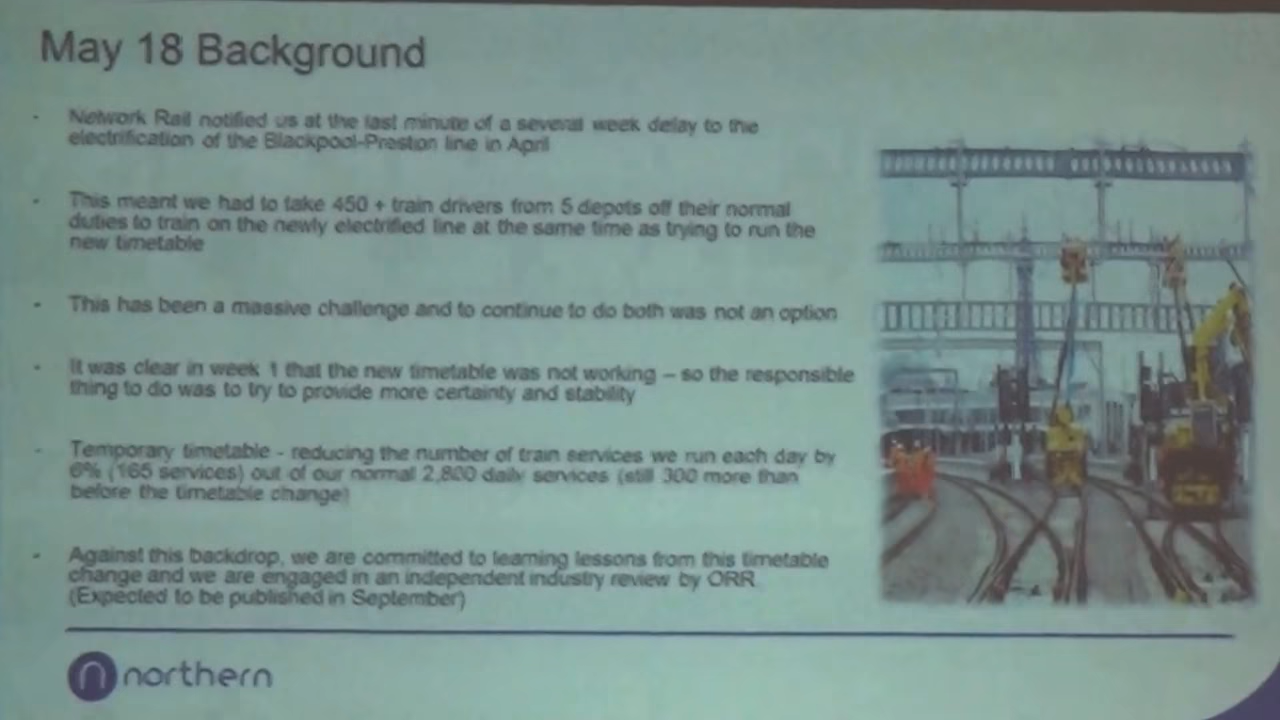 May 18 Background
- Network Rail notified us at the last minute of a several week delay to the
electrification of the Blackpool-Preston line in April
- This meant we had to take 450 + train drivers from 5 depots off their normal
duties to train on the newly electrified line at the same time as trying to run the
new timetable
- This has been a massive challenge and to continue to do both was not an option
- It was clear in week 1 that the new timetable was not working – so the responsible
thing to do was to try to provide more certainty and stability
- Temporary timetable - reducing the number of train services we run each day by
6% (165 services) out of our normal 2,800 daily services (still 300 more than
before the timetable change)
- Against this backdrop, we are committed to learning lessons from this timetable
change and we are engaged in an independent industry review by ORR
(Expected to be published in September)
n northern